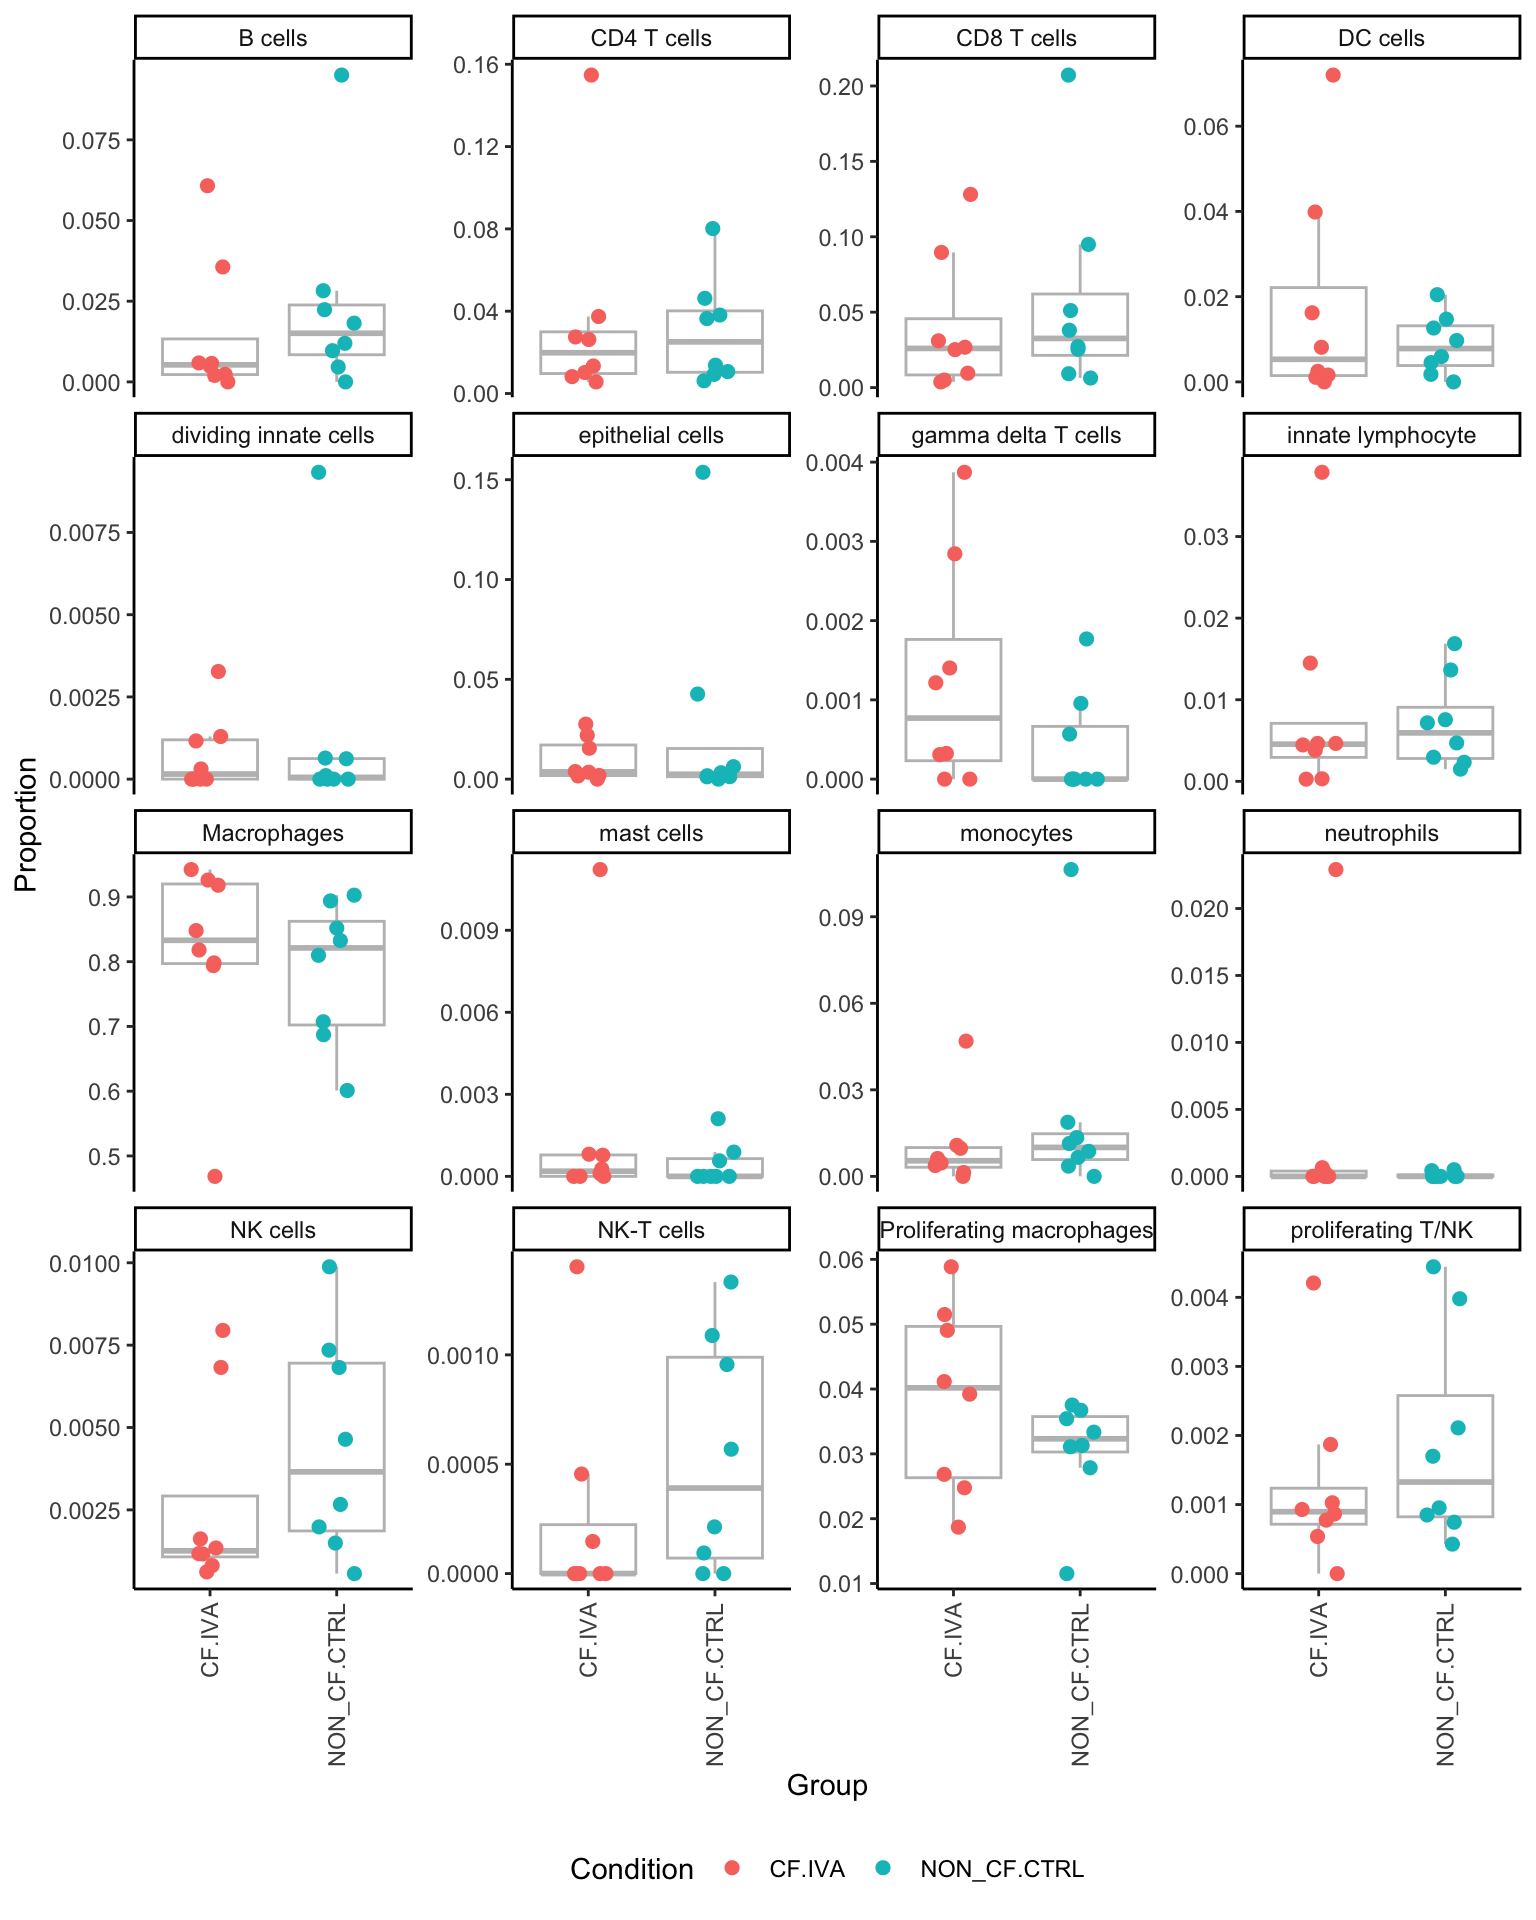 B cells
CD4 T cells
CD8 T cells
DC cells
0.075
0.050
0.025
0.000
0.16
0.12
0.08
0.04
0.00
0.20
0.15
0.10
0.05
0.00
0.06
0.04
0.02
0.00
dividing innate cells
epithelial cells
gamma delta T cells
innate lymphocyte
0.0075
0.0050
0.0025
0.0000
0.15
0.10
0.05
0.00
0.004
0.003
0.002
0.001
0.000
0.03
0.02
0.01
0.00
Proportion
Macrophages
mast cells
monocytes
neutrophils
0.9
0.8
0.7
0.6
0.5
0.009
0.006
0.003
0.000
0.09
0.06
0.03
0.00
0.020
0.015
0.010
0.005
0.000
NK cells
NK-T cells
Proliferating macrophages
proliferating T/NK
0.0100
0.0075
0.0050
0.0025
0.0010
0.0005
0.0000
0.06
0.05
0.04
0.03
0.02
0.01
0.004
0.003
0.002
0.001
0.000
CF.IVA
NON_CF.CTRL
CF.IVA
NON_CF.CTRL
CF.IVA
NON_CF.CTRL
CF.IVA
NON_CF.CTRL
Group
Condition CF.IVA NON_CF.CTRL